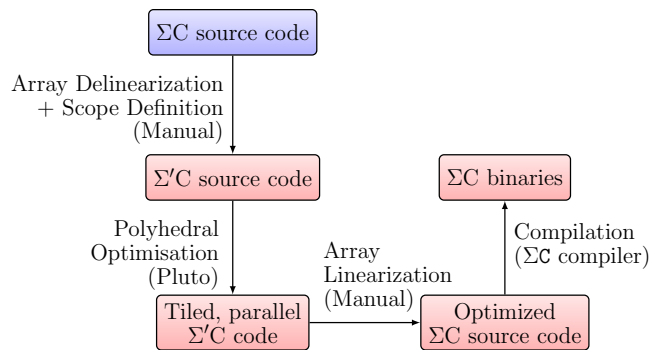 ΣC source code
Array Delinearization
+ Scope Definition
(Manual)
Σ′C source code
ΣC binaries
Polyhedral
Optimisation
(Pluto)
Compilation
(ΣC compiler)
Array
Linearization
(Manual)
Tiled, parallel
Σ′C code
Optimized
ΣC source code